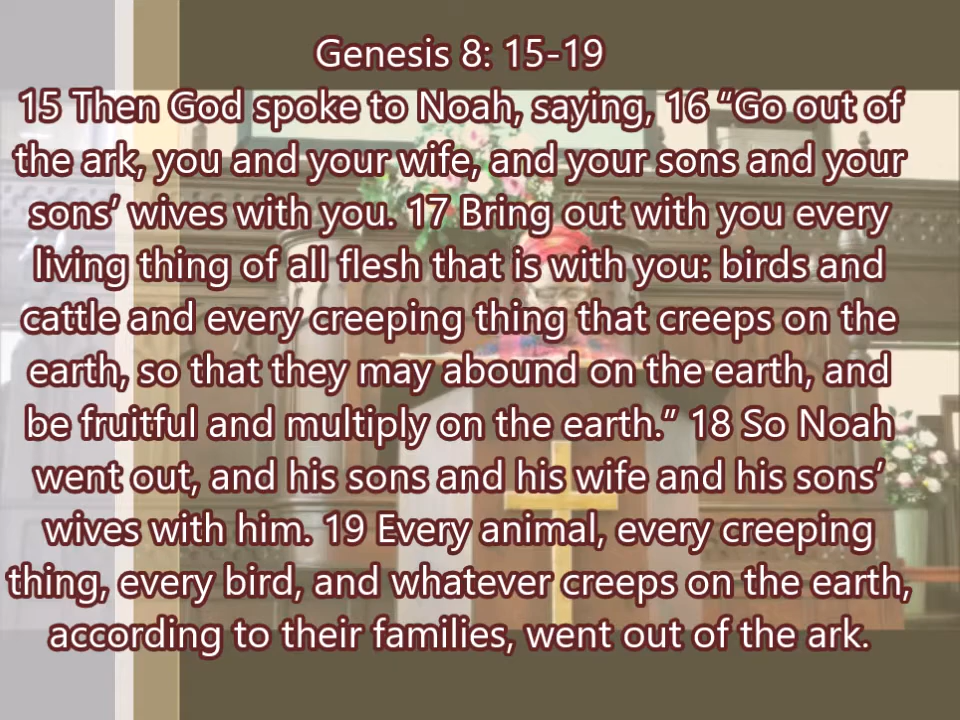 Genesis 8: 15-19
15 Then God spoke to Noah, saying, 16 “Go out of
the ark, you and your wife, and your sons and your
sons’ wives with you. 17 Bring out with you every
living thing of all flesh that is with you: birds and
cattle and every creeping thing that creeps on the
earth, so that they may abound on the earth, and
be fruitful and multiply on the earth.” 18 So Noah
went out, and his sons and his wife and his sons’
wives with him. 19 Every animal, every creeping
thing, every bird, and whatever creeps on the earth,
according to their families, went out of the ark.